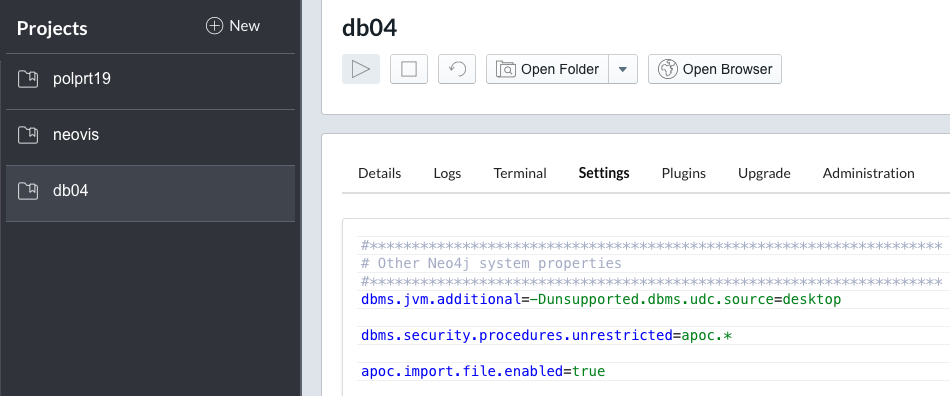 Projects
New
polprt19
neovis
db04
db04
Open Folder
Open Browser
Details Logs Terminal Settings Plugins Upgrade Administration
#********************************************************************
# Other Neo4j system properties
#********************************************************************
dbms.jvm.additional=-Dunsupported.dbms.udc.source=desktop
dbms.security.procedures.unrestricted=apoc.*
apoc.import.file.enabled=true